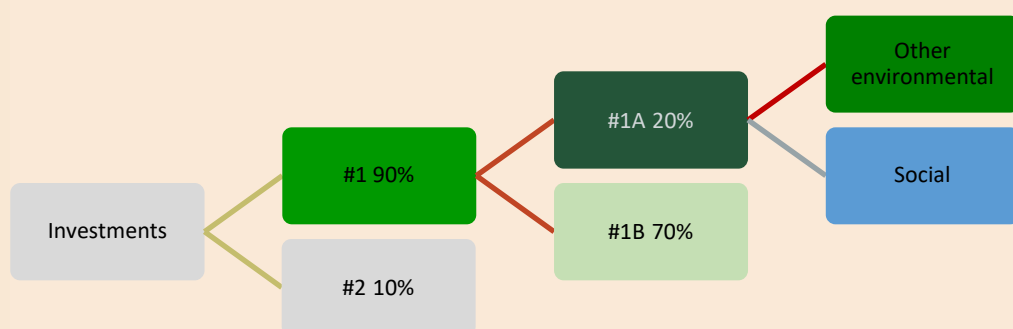 Investments
#1 90%
#2 10%
#1A 20%
#1B 70%
Other
environmental
Social